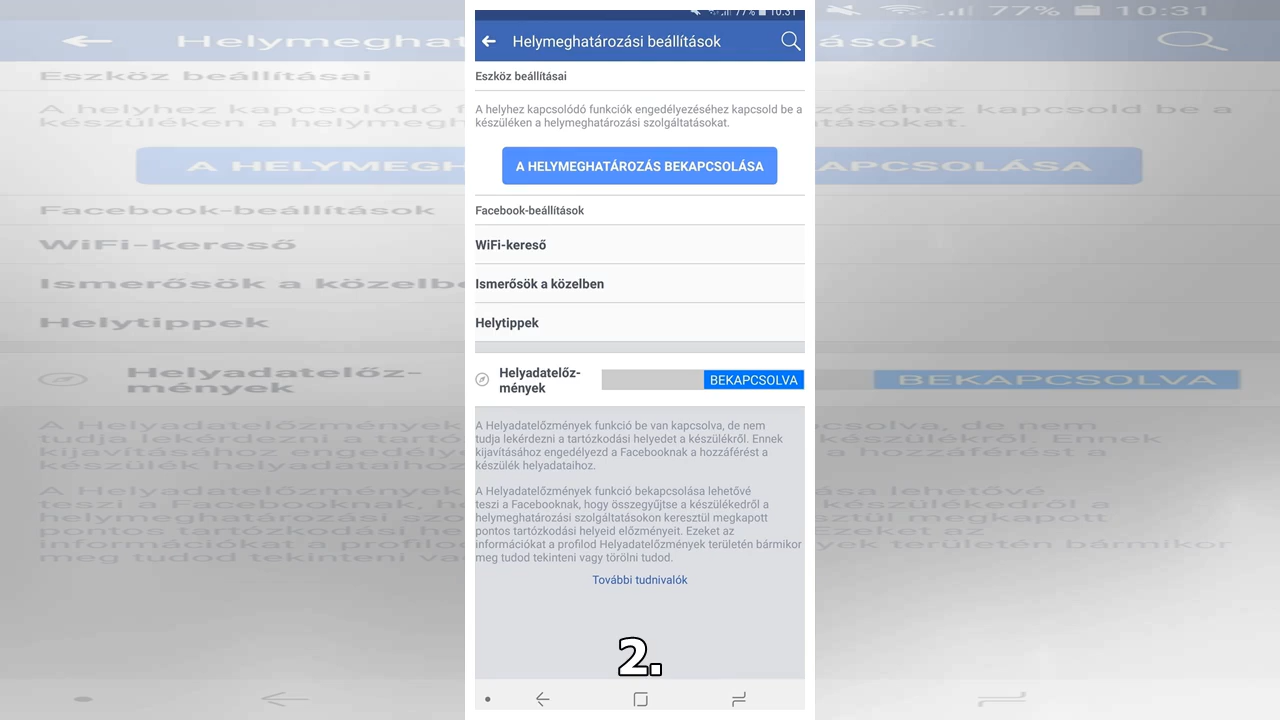 77% 10:31
Helymeghatározási beállítások
Eszköz beállításai
A helyhez kapcsolódó funkciók engedélyezéséhez kapcsold be a
készüléken a helymeghatározási szolgáltatásokat.
A HELYMEGHATÁROZÁS BEKAPCSOLÁSA
Facebook-beállítások
WiFi-kereső
Ismerősök a közelben
Helytippek
Helyadatelőz-
mények
BEKAPCSOLVA
A Helyadatelőzmények funkció be van kapcsolva, de nem
tudja lekérdezni a tartózkodási helyedet a készülékről. Ennek
kijavításához engedélyezd a Facebooknak a hozzáférést a
készülék helyadataihoz.
A Helyadatelőzmények funkció bekapcsolása lehetővé
teszi a Facebooknak, hogy összegyűjtse a készülékedről a
helymeghatározási szolgáltatásokon keresztül megkapott
pontos tartózkodási helyeid előzményeit. Ezeket az
információkat a profilod Helyadatelőzmények területén bármikor
meg tudod tekinteni vagy törölni tudod.
További tudnivalók
2.